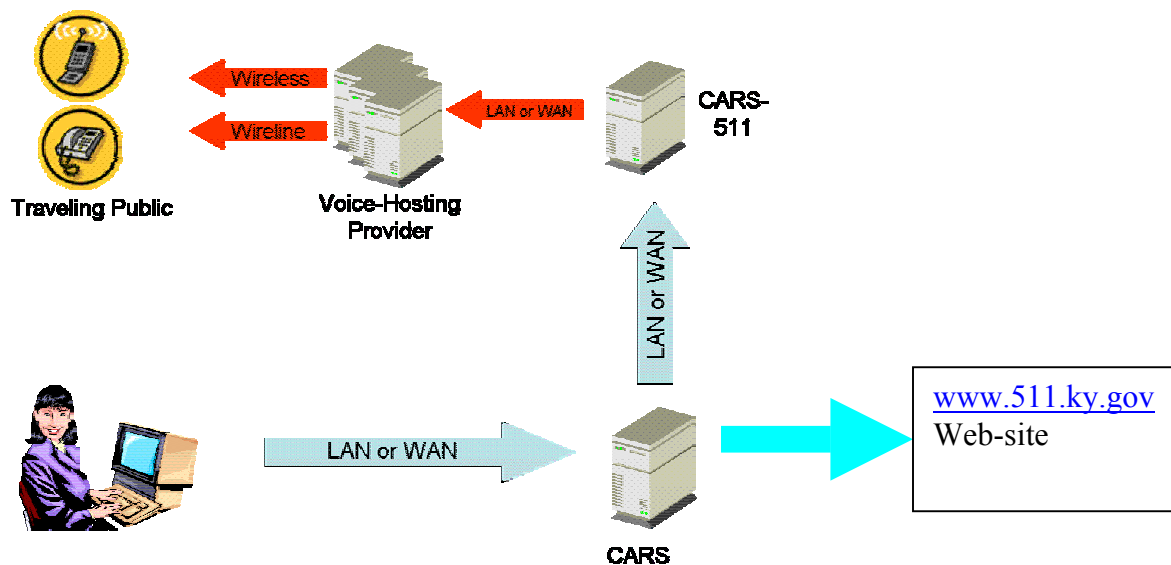 Wireless
Wireline
LAN or WAN
CARS-
511
Traveling Public
Voice-Hosting
Provider
LAN or WAN
LAN or WAN
www.511.ky.gov
Web-site
CARS